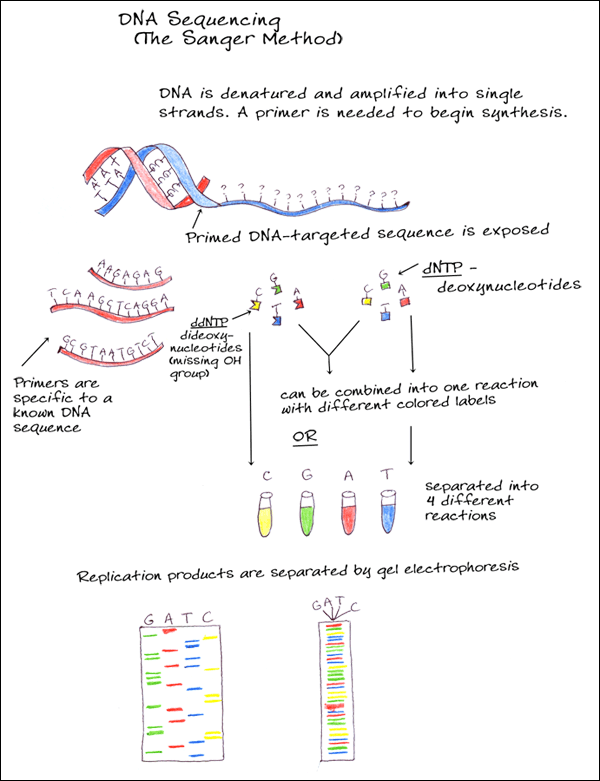 DNA Sequencing
(The Sanger Method)
DNA is denatured and amplified into single
strands. A primer is needed to begin synthesis.
A A T
T T A
? ? ? ? ? ? ? ? ? ? ? ? ? ?
Primed DNA-targeted sequence is exposed
A A G A G A G
T C A A G G T C A G G A
G C G T A A T G T C T
Primers are
specific to a
known DNA
sequence
C G A
T
ddNTP
dideoxy-
nucleotides
(missing OH
group)
C G A
T
dNTP -
deoxynucleotides
can be combined into one reaction
with different colored labels
OR
C G A T
separated into
4 different
reactions
Replication products are separated by gel electrophoresis
G A T C
G A T C